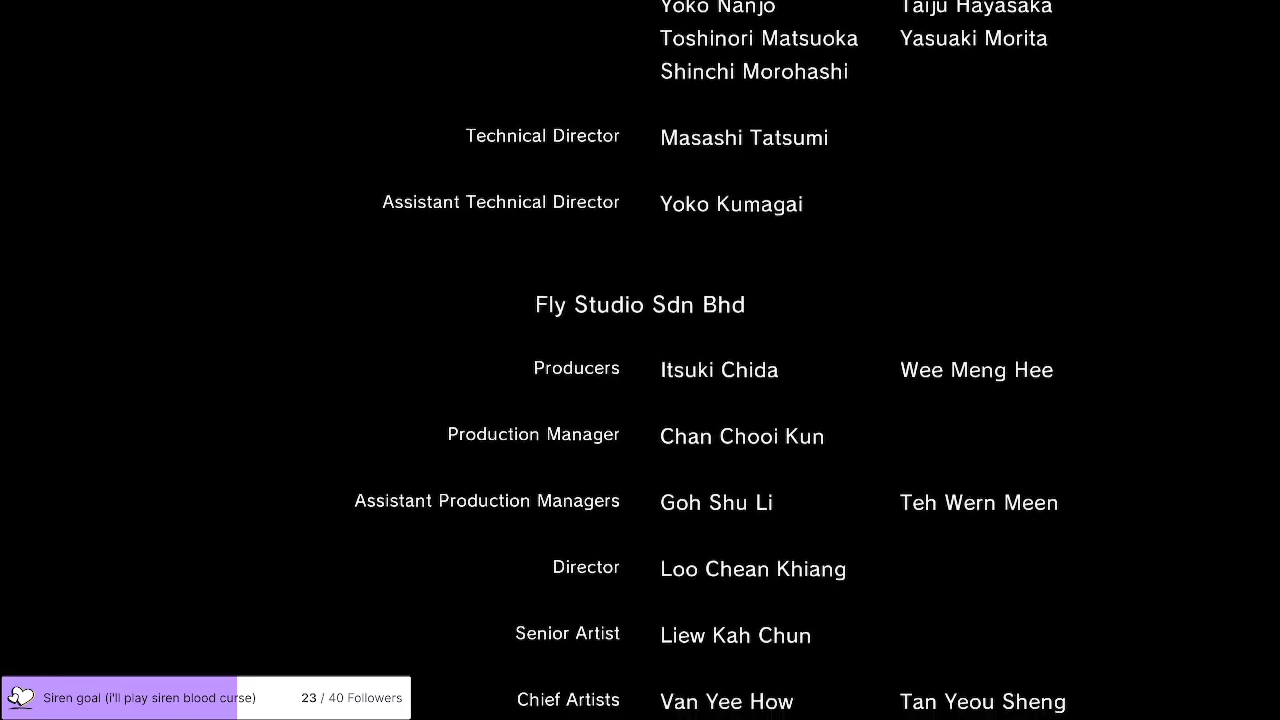 Yoko Nanjo Taiju Hayasaka
Toshinori Matsuoka Yasuaki Morita
Shinchi Morohashi
Technical Director Masashi Tatsumi
Assistant Technical Director Yoko Kumagai
Fly Studio Sdn Bhd
Producers Itsuki Chida Wee Meng Hee
Production Manager Chan Chooi Kun
Assistant Production Managers Goh Shu Li Teh Wern Meen
Director Loo Chean Khiang
Senior Artist Liew Kah Chun
Chief Artists Van Yee How Tan Yeou Sheng
Siren goal (i'll play siren blood curse) 23 / 40 Followers